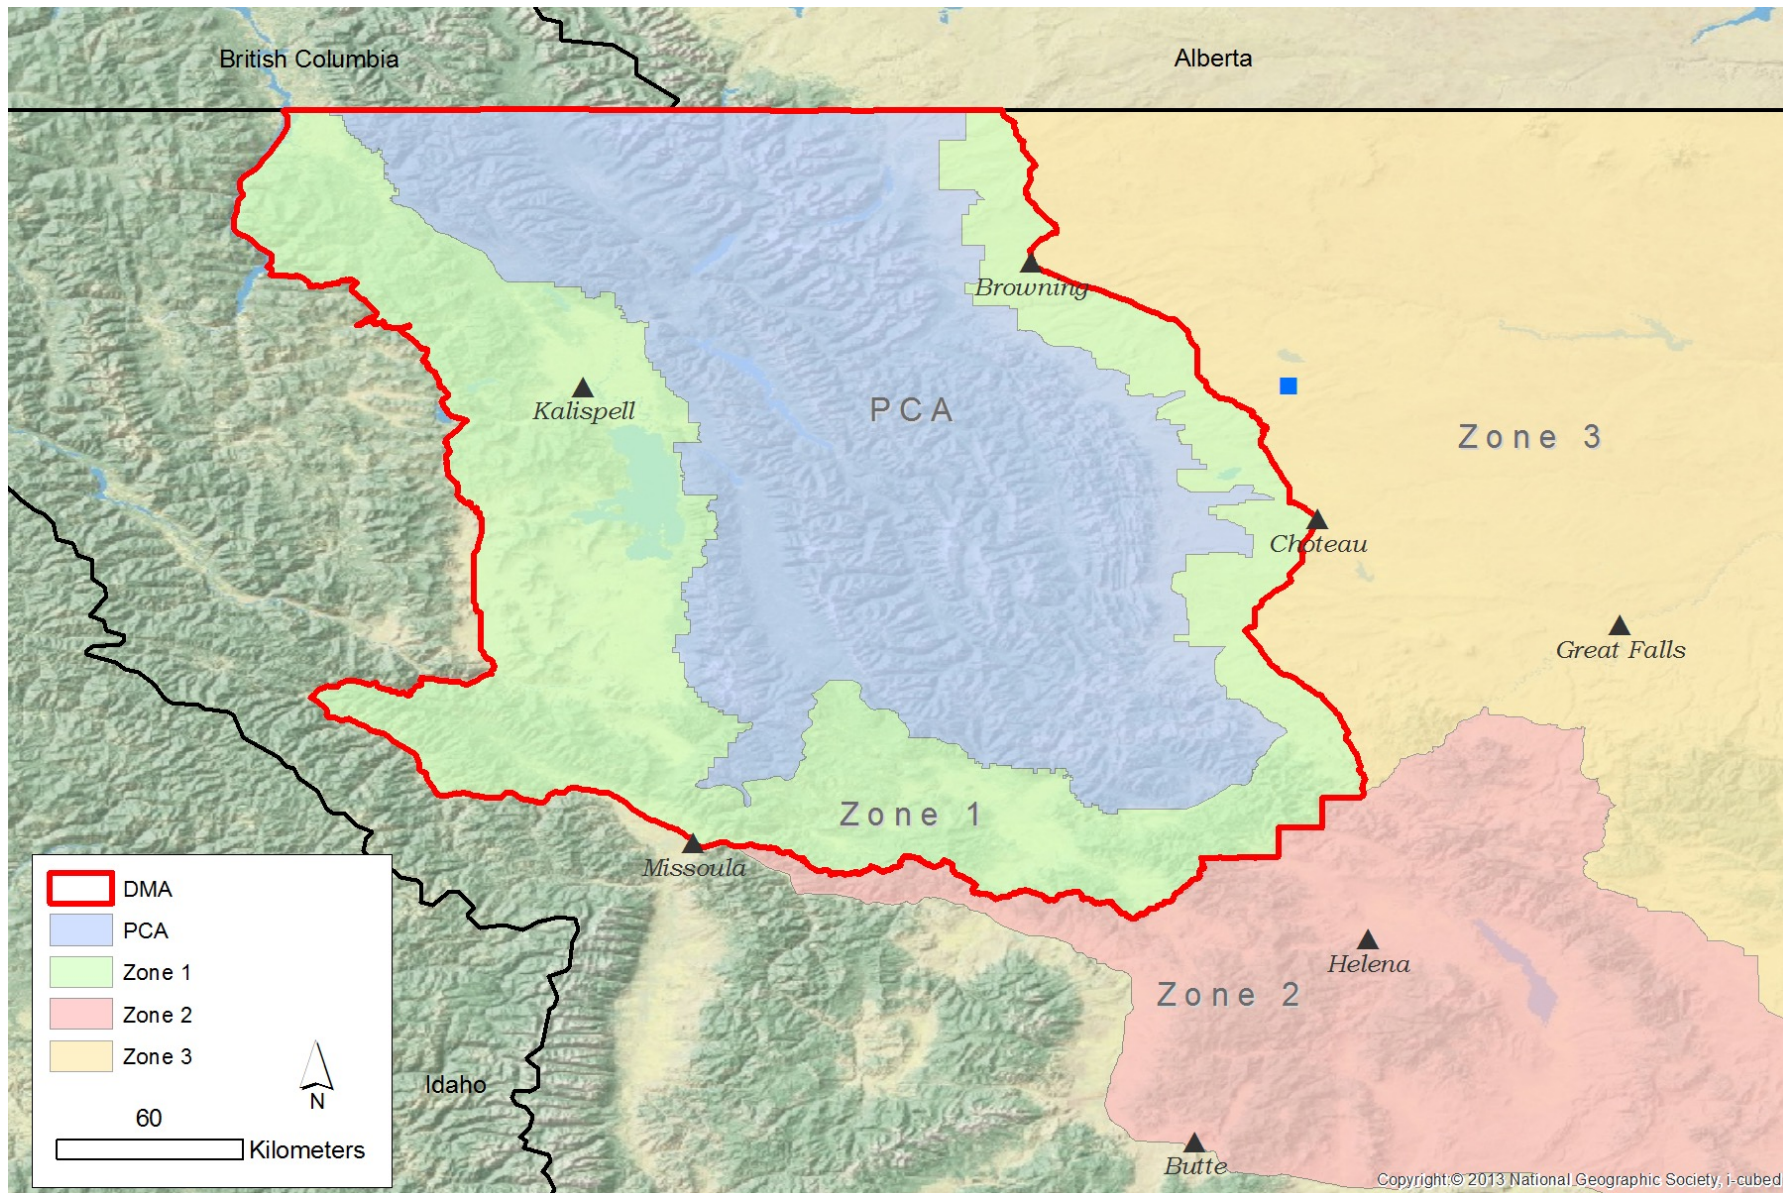 British Columbia
Alberta
Browning
Kalispell
PCA
Zone 3
Choteau
Great Falls
Zone 1
Missoula
Helena
Zone 2
Butte
Idaho
DMA
PCA
Zone 1
Zone 2
Zone 3
N
60
Kilometers
Copyright:© 2013 National Geographic Society, i-cubed